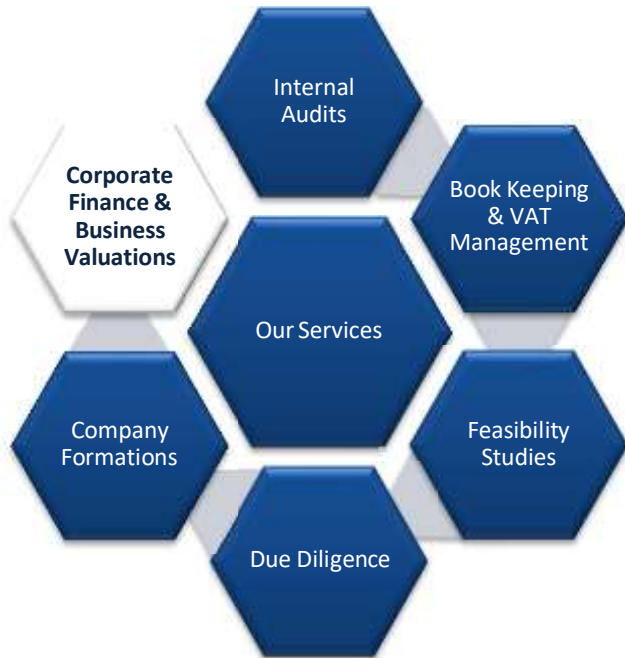 Internal
Audits
Corporate
Finance &
Business
Valuations
Book Keeping
& VAT
Management
Our Services
Company
Formations
Feasibility
Studies
Due Diligence